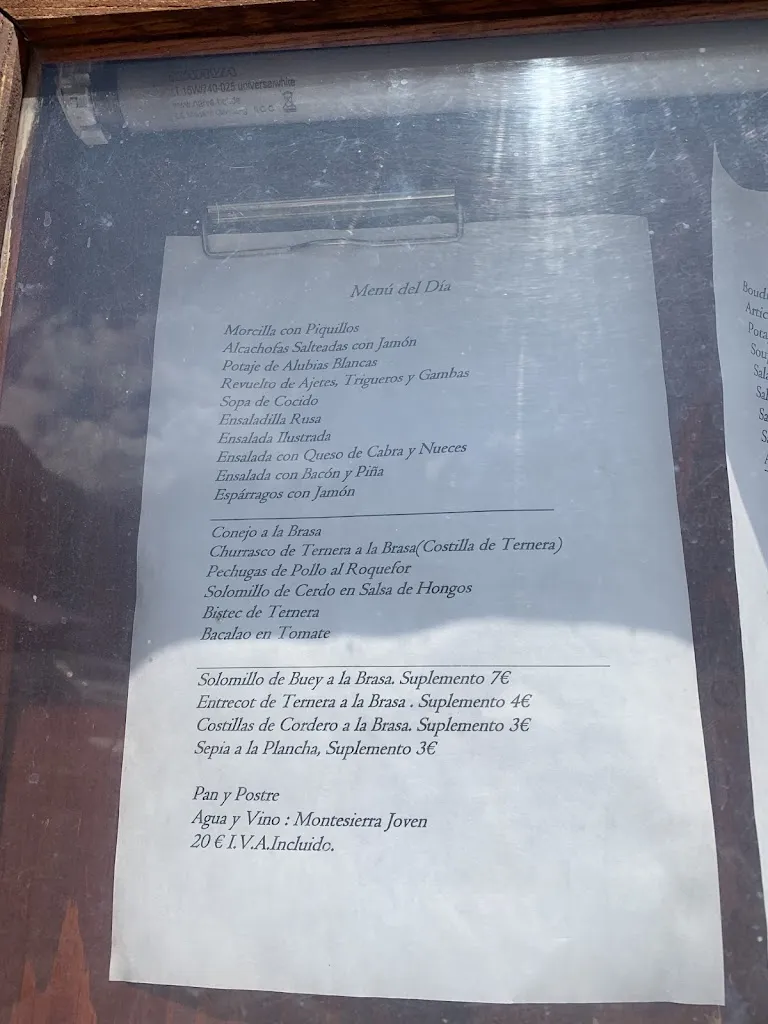 11 15W/740-025 universalwhite
Menú del Día
Morcilla con Piquillos
Alcachofas Salteadas con Jamón
Potaje de Alubias Blancas
Revuelto de Ajetes, Trigueros y Gambas
Sopa de Cocido
Ensaladilla Rusa
Ensalada Ilustrada
Ensalada con Queso de Cabra y Nueces
Ensalada con Bacón y Piña
Espárragos con Jamón
Conejo a la Brasa
Churrasco de Ternera a la Brasa(Costilla de Ternera)
Pechugas de Pollo al Roquefor
Solomillo de Cerdo en Salsa de Hongos
Bistec de Ternera
Bacalao en Tomate
Solomillo de Buey a la Brasa. Suplemento 7€
Entrecot de Ternera a la Brasa . Suplemento 4€
Costillas de Cordero a la Brasa. Suplemento 3€
Sepia a la Plancha, Suplemento 3€
Pan y Postre
Agua y Vino : Montesierra Joven
20 € I.V.A.Incluido.